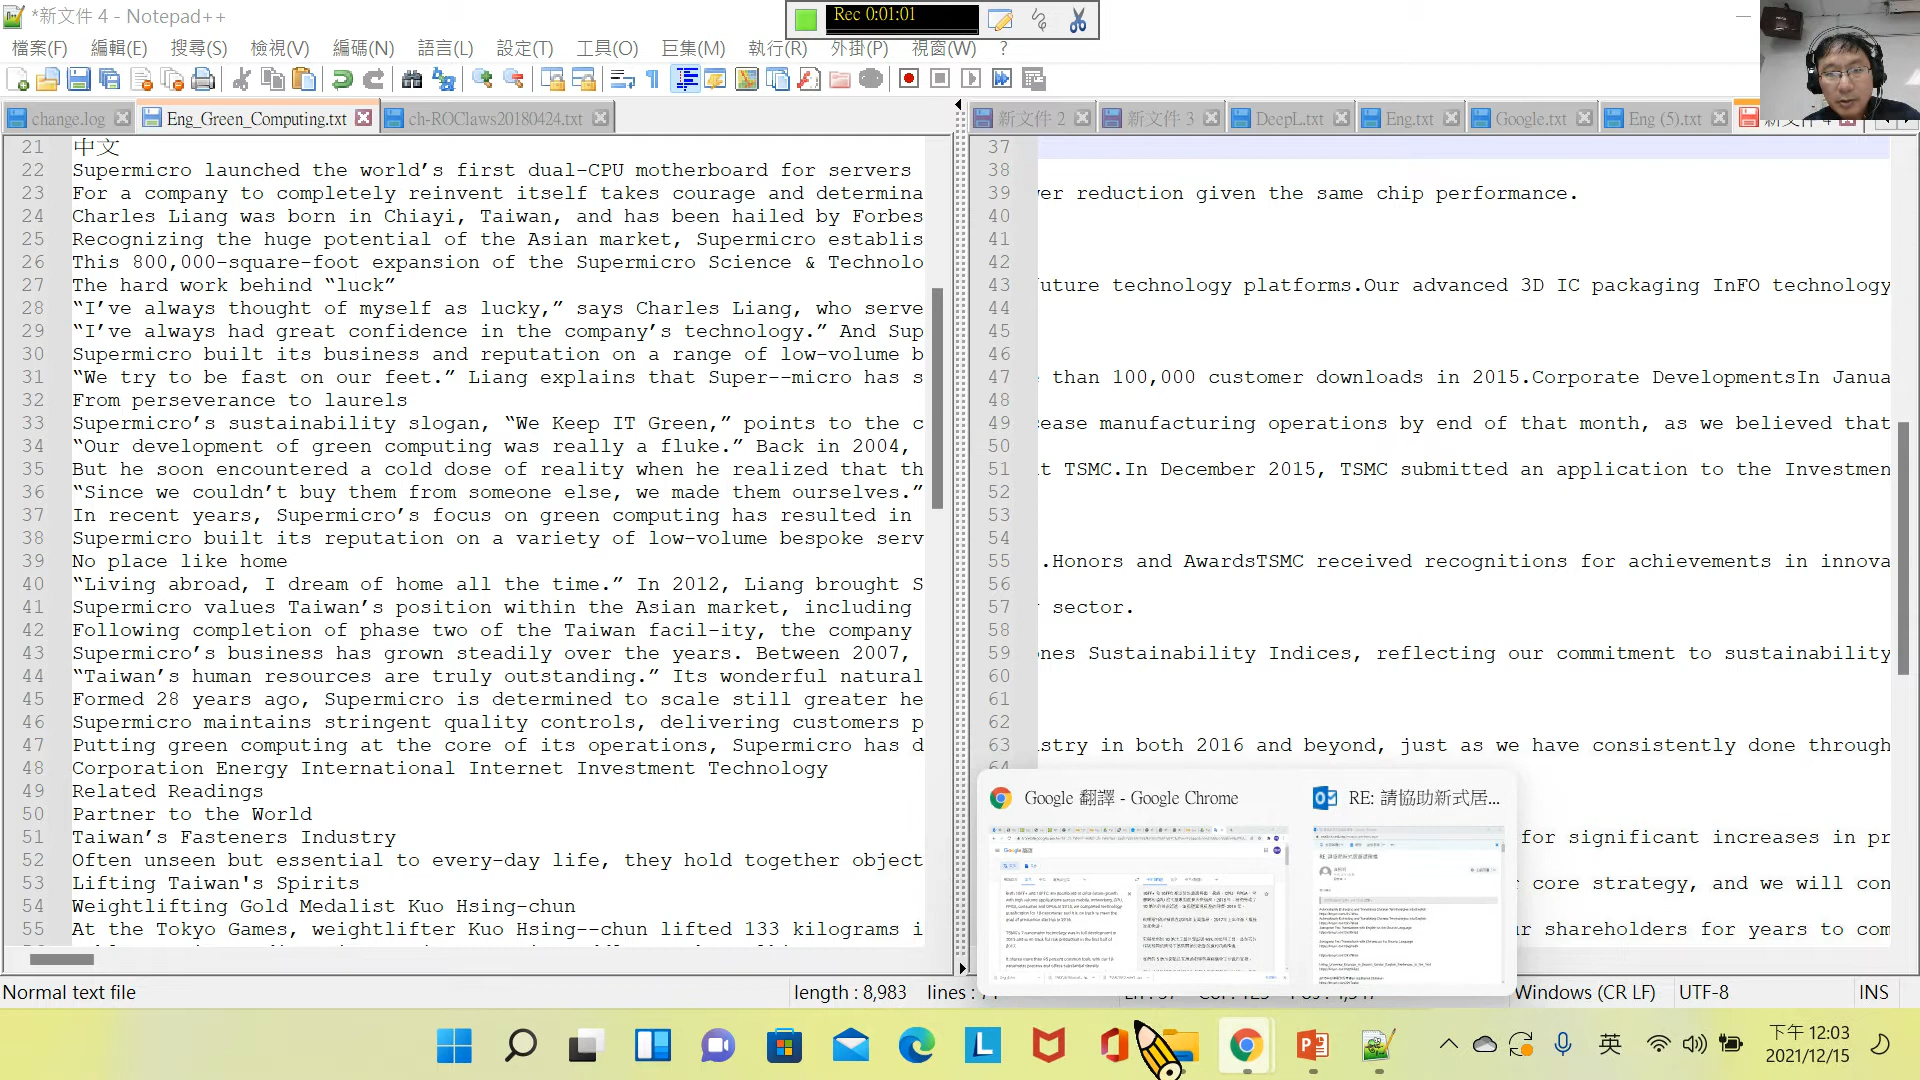 *新文件 4 - Notepad++
Rec 0:01:01
檔案(F) 編輯(E) 搜尋(S) 檢視(V) 編碼(N) 語言(L) 設定(T) 工具(O) 巨集(M) 執行(R) 外掛(P) 視窗(W) ?
change.log Eng_Green_Computing.txt ch-ROClaws20180424.txt
新文件 2 新文件 3 DeepL.txt Eng.txt Google.txt Eng (5).txt
21 中文
22 Supermicro launched the world’s first dual-CPU motherboard for servers
23 For a company to completely reinvent itself takes courage and determina
24 Charles Liang was born in Chiayi, Taiwan, and has been hailed by Forbes
25 Recognizing the huge potential of the Asian market, Supermicro establis
26 This 800,000-square-foot expansion of the Supermicro Science & Technolo
27 The hard work behind “luck”
28 “I’ve always thought of myself as lucky,” says Charles Liang, who serve
29 “I’ve always had great confidence in the company’s technology.” And Sup
30 Supermicro built its business and reputation on a range of low-volume b
31 “We try to be fast on our feet.” Liang explains that Super--micro has s
32 From perseverance to laurels
33 Supermicro’s sustainability slogan, “We Keep IT Green,” points to the c
34 “Our development of green computing was really a fluke.” Back in 2004,
35 But he soon encountered a cold dose of reality when he realized that th
36 “Since we couldn’t buy them from someone else, we made them ourselves.”
37 In recent years, Supermicro’s focus on green computing has resulted in
38 Supermicro built its reputation on a variety of low-volume bespoke serv
39 No place like home
40 “Living abroad, I dream of home all the time.” In 2012, Liang brought S
41 Supermicro values Taiwan’s position within the Asian market, including
42 Following completion of phase two of the Taiwan facil-ity, the company
43 Supermicro’s business has grown steadily over the years. Between 2007,
44 “Taiwan’s human resources are truly outstanding.” Its wonderful natural
45 Formed 28 years ago, Supermicro is determined to scale still greater he
46 Supermicro maintains stringent quality controls, delivering customers p
47 Putting green computing at the core of its operations, Supermicro has d
48 Corporation Energy International Internet Investment Technology
49 Related Readings
50 Partner to the World
51 Taiwan’s Fasteners Industry
52 Often unseen but essential to every-day life, they hold together object
53 Lifting Taiwan's Spirits
54 Weightlifting Gold Medalist Kuo Hsing-chun
55 At the Tokyo Games, weightlifter Kuo Hsing--chun lifted 133 kilograms i
37
38
39 wer reduction given the same chip performance.
40
41
42
43 future technology platforms.Our advanced 3D IC packaging InFO technology
44
45
46
47 than 100,000 customer downloads in 2015.Corporate DevelopmentsIn Janua
48
49 cease manufacturing operations by end of that month, as we believed that
50
51 at TSMC.In December 2015, TSMC submitted an application to the Investmen
52
53
54
55 .Honors and AwardsTSMC received recognitions for achievements in innova
56
57 sector.
58
59 ones Sustainability Indices, reflecting our commitment to sustainability
60
61
62
63 stry in both 2016 and beyond, just as we have consistently done through
64
for significant increases in pr
core strategy, and we will con
ur shareholders for years to com
Google 翻譯 - Google Chrome
RE: 請協助新式居...
Normal text file length : 8,983 lines :
Windows (CR LF) UTF-8 INS
英
下午 12:03
2021/12/15